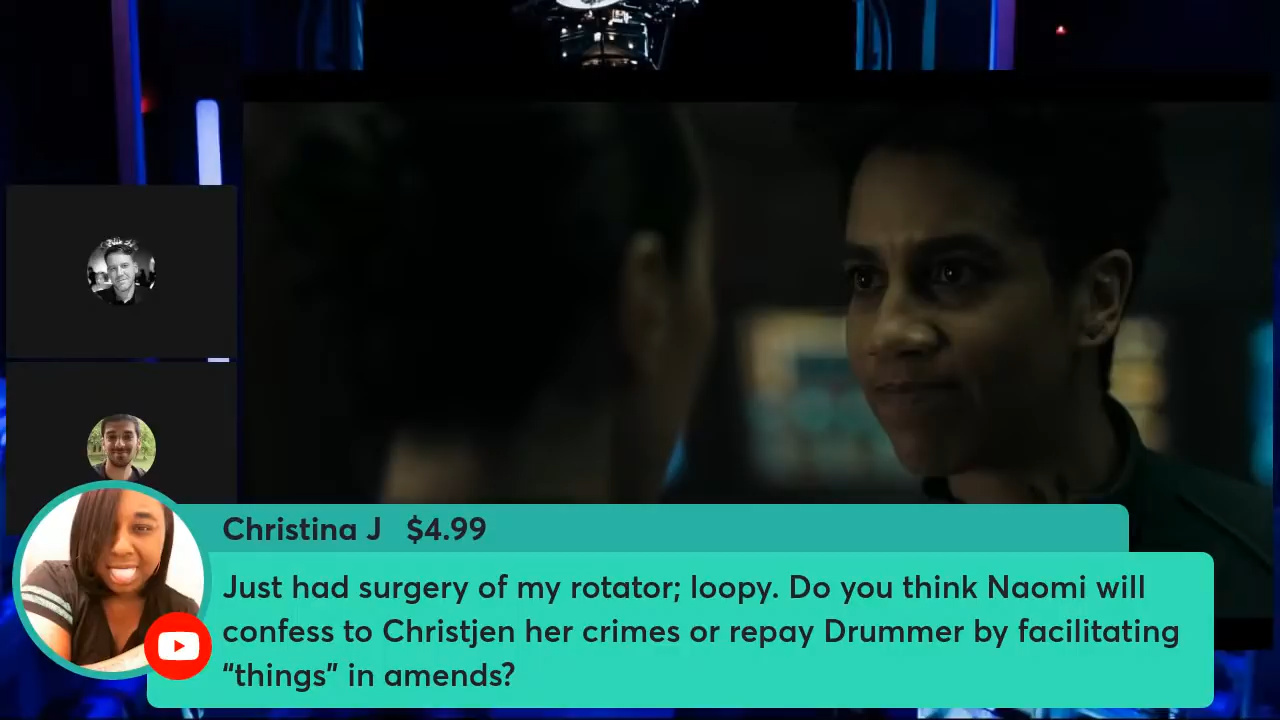 Christina J $4.99
Just had surgery of my rotator; loopy. Do you think Naomi will
confess to Christjen her crimes or repay Drummer by facilitating
“things” in amends?